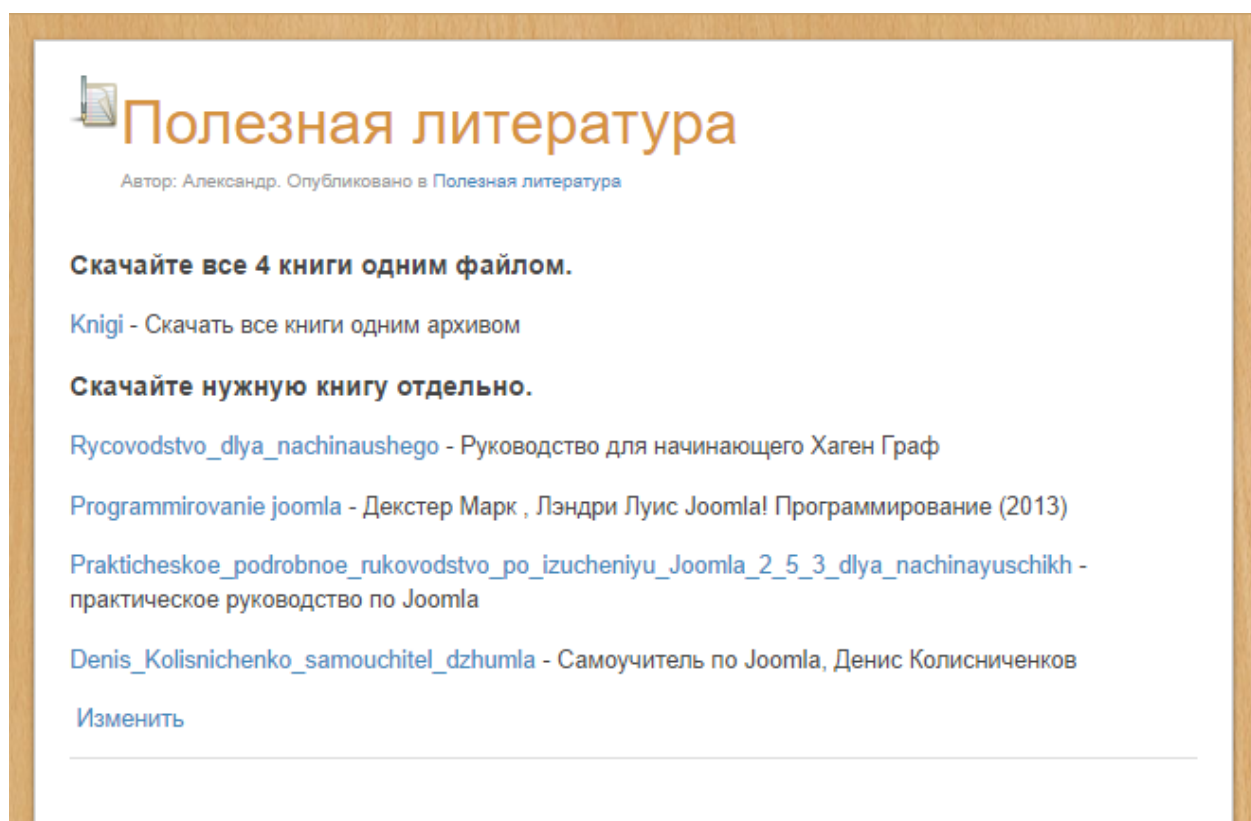 Полезная литература
Автор: Александр. Опубликовано в Полезная литература
Скачайте все 4 книги одним файлом.
Knigi - Скачать все книги одним архивом
Скачайте нужную книгу отдельно.
Rycovodstvo_dlya_nachinaushego - Руководство для начинающего Хаген Граф
Programmirovanie joomla - Декстер Марк , Лэндри Луис Joomla! Программирование (2013)
Prakticheskoe_podrobnoe_rukovodstvo_po_izucheniyu_Joomla_2_5_3_dlya_nachinayuschikh -
практическое руководство по Joomla
Denis_Kolisnichenko_samouchitel_dzhumla - Самоучитель по Joomla, Денис Колисниченков
Изменить